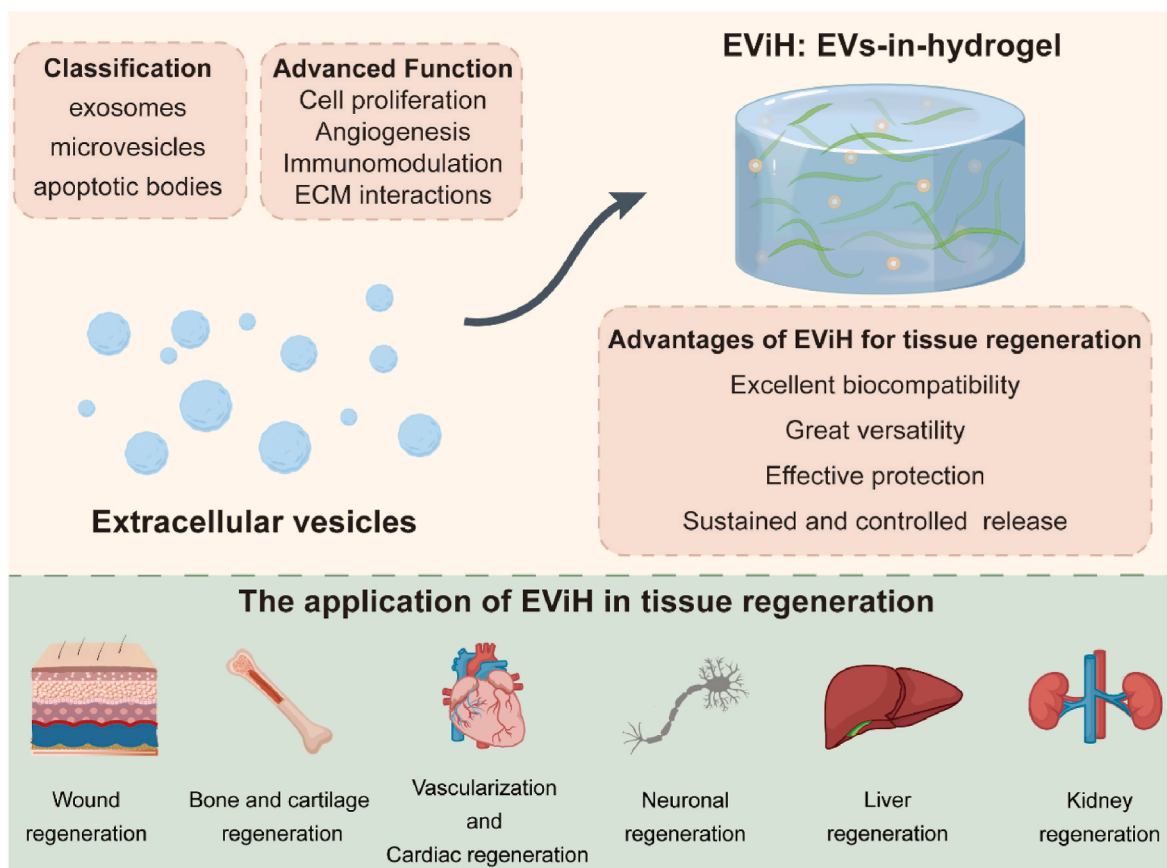 Classification
exosomes
microvesicles
apoptotic bodies
Advanced Function
Cell proliferation
Angiogenesis
Immunomodulation
ECM interactions
EViH: EVs-in-hydrogel
Extracellular vesicles
Advantages of EViH for tissue regeneration
Excellent biocompatibility
Great versatility
Effective protection
Sustained and controlled release
The application of EViH in tissue regeneration
Wound
regeneration
Bone and cartilage
regeneration
Vascularization
and
Cardiac regeneration
Neuronal
regeneration
Liver
regeneration
Kidney
regeneration